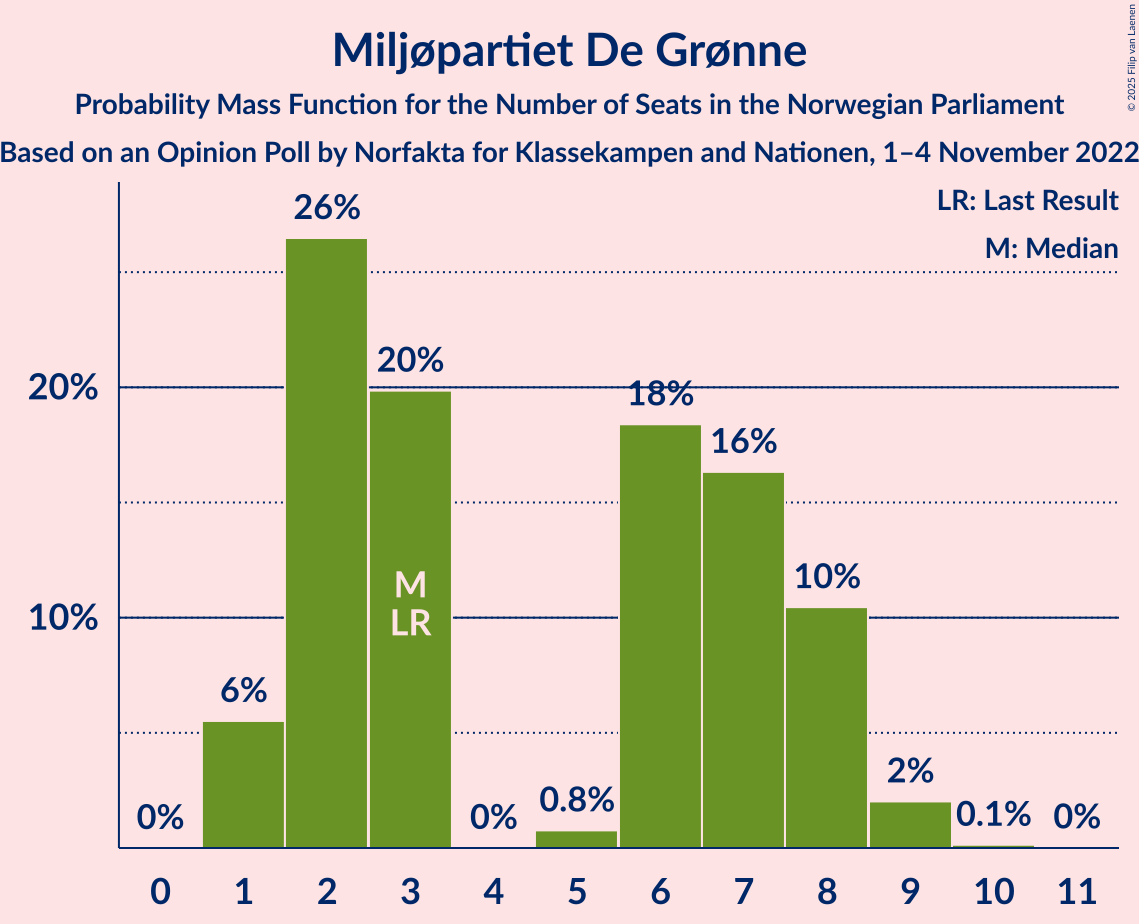 Miljøpartiet De Grønne
Probability Mass Function for the Number of Seats in the Norwegian Parliament
Based on an Opinion Poll by Norfakta for Klassekampen and Nationen, 1–4 November 2022
© 2025 Filip van Laenen
LR: Last Result
M: Median
26%
20%
20%
18%
16%
10%
10%
M
LR
6%
0%
0%
0.8%
2%
0.1%
0%
0 1 2 3 4 5 6 7 8 9 10 11